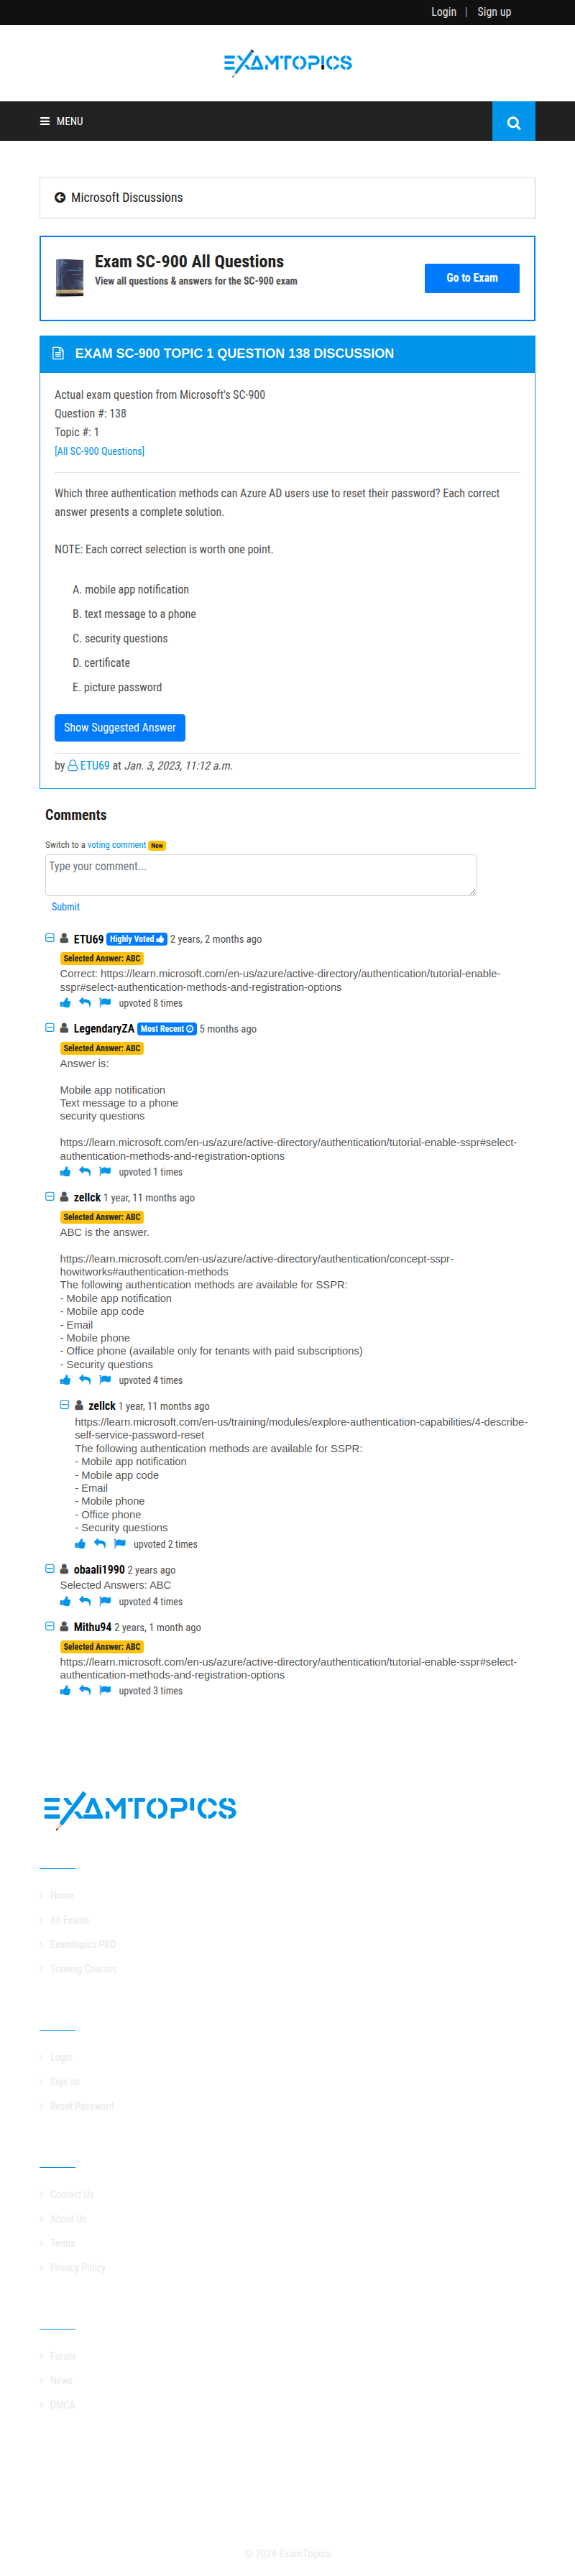 Login | Sign up
EXAMTOPICS
MENU
Microsoft Discussions
Exam SC-900 All Questions
View all questions & answers for the SC-900 exam
Go to Exam
EXAM SC-900 TOPIC 1 QUESTION 138 DISCUSSION
Actual exam question from Microsoft's SC-900
Question #: 138
Topic #: 1
[All SC-900 Questions]
Which three authentication methods can Azure AD users use to reset their password? Each correct
answer presents a complete solution.
NOTE: Each correct selection is worth one point.
A. mobile app notification
B. text message to a phone
C. security questions
D. certificate
E. picture password
Show Suggested Answer
by ETU69 at Jan. 3, 2023, 11:12 a.m.
Comments
Switch to a voting comment New
Type your comment...
Submit
ETU69 Highly Voted 2 years, 2 months ago
Selected Answer: ABC
Correct: https://learn.microsoft.com/en-us/azure/active-directory/authentication/tutorial-enable-
sspr#select-authentication-methods-and-registration-options
upvoted 8 times
LegendaryZA Most Recent 5 months ago
Selected Answer: ABC
Answer is:
Mobile app notification
Text message to a phone
security questions
https://learn.microsoft.com/en-us/azure/active-directory/authentication/tutorial-enable-sspr#select-
authentication-methods-and-registration-options
upvoted 1 times
zellck 1 year, 11 months ago
Selected Answer: ABC
ABC is the answer.
https://learn.microsoft.com/en-us/azure/active-directory/authentication/concept-sspr-
howitworks#authentication-methods
The following authentication methods are available for SSPR:
- Mobile app notification
- Mobile app code
- Email
- Mobile phone
- Office phone (available only for tenants with paid subscriptions)
- Security questions
upvoted 4 times
zellck 1 year, 11 months ago
https://learn.microsoft.com/en-us/training/modules/explore-authentication-capabilities/4-describe-
self-service-password-reset
The following authentication methods are available for SSPR:
- Mobile app notification
- Mobile app code
- Email
- Mobile phone
- Office phone
- Security questions
upvoted 2 times
obaali1990 2 years ago
Selected Answers: ABC
upvoted 4 times
Mithu94 2 years, 1 month ago
Selected Answer: ABC
https://learn.microsoft.com/en-us/azure/active-directory/authentication/tutorial-enable-sspr#select-
authentication-methods-and-registration-options
upvoted 3 times
EXAMTOPICS
Home
All Exams
Examtopics PRO
Training Courses
Login
Sign up
Reset Password
Contact Us
About Us
Terms
Privacy Policy
Forum
News
DMCA
© 2024 ExamTopics